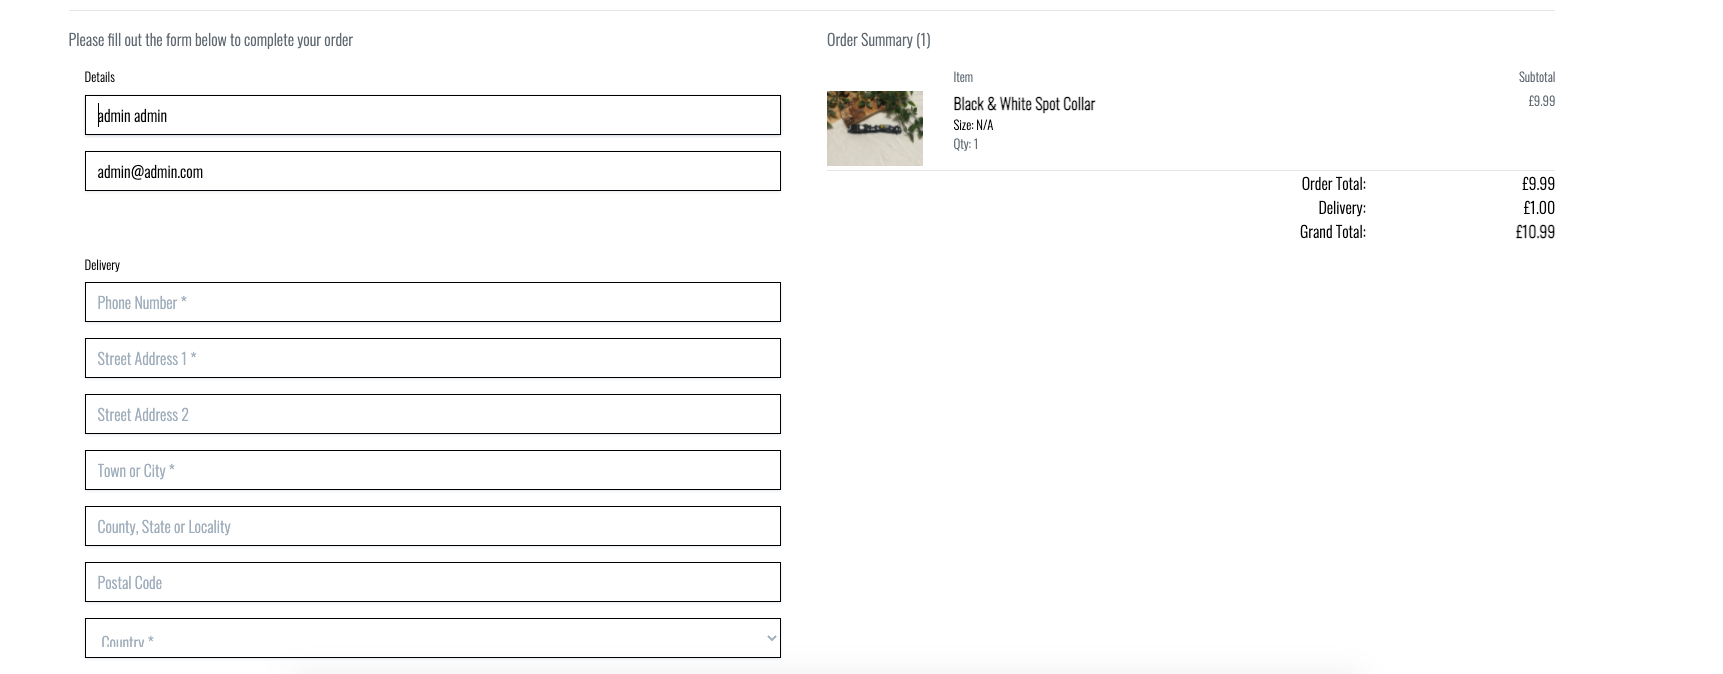 Please fill out the form below to complete your order
Details
admin admin
admin@admin.com
Delivery
Phone Number *
Street Address 1 *
Street Address 2
Town or City *
County, State or Locality
Postal Code
Country *
Order Summary (1)
Item Subtotal
Black & White Spot Collar £9.99
Size: N/A
Qty: 1
Order Total: £9.99
Delivery: £1.00
Grand Total: £10.99